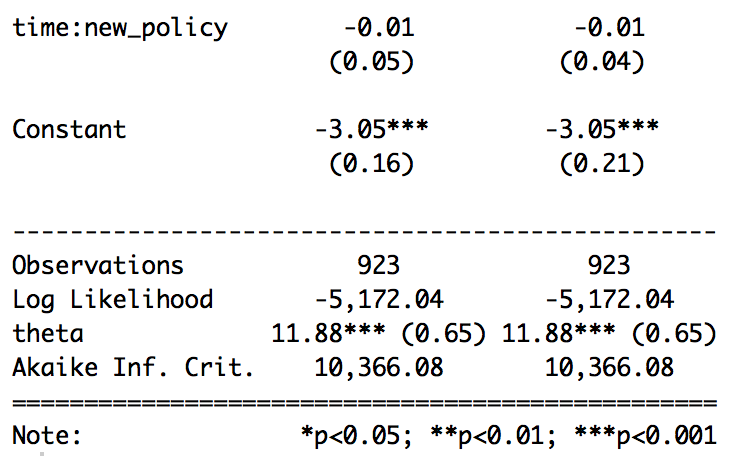 time:new_policy -0.01 -0.01
(0.05) (0.04)
Constant -3.05*** -3.05***
(0.16) (0.21)
-------------------------------------------------
Observations 923 923
Log Likelihood -5,172.04 -5,172.04
theta 11.88*** (0.65) 11.88*** (0.65)
Akaike Inf. Crit. 10,366.08 10,366.08
=================================================
Note: *p<0.05; **p<0.01; ***p<0.001